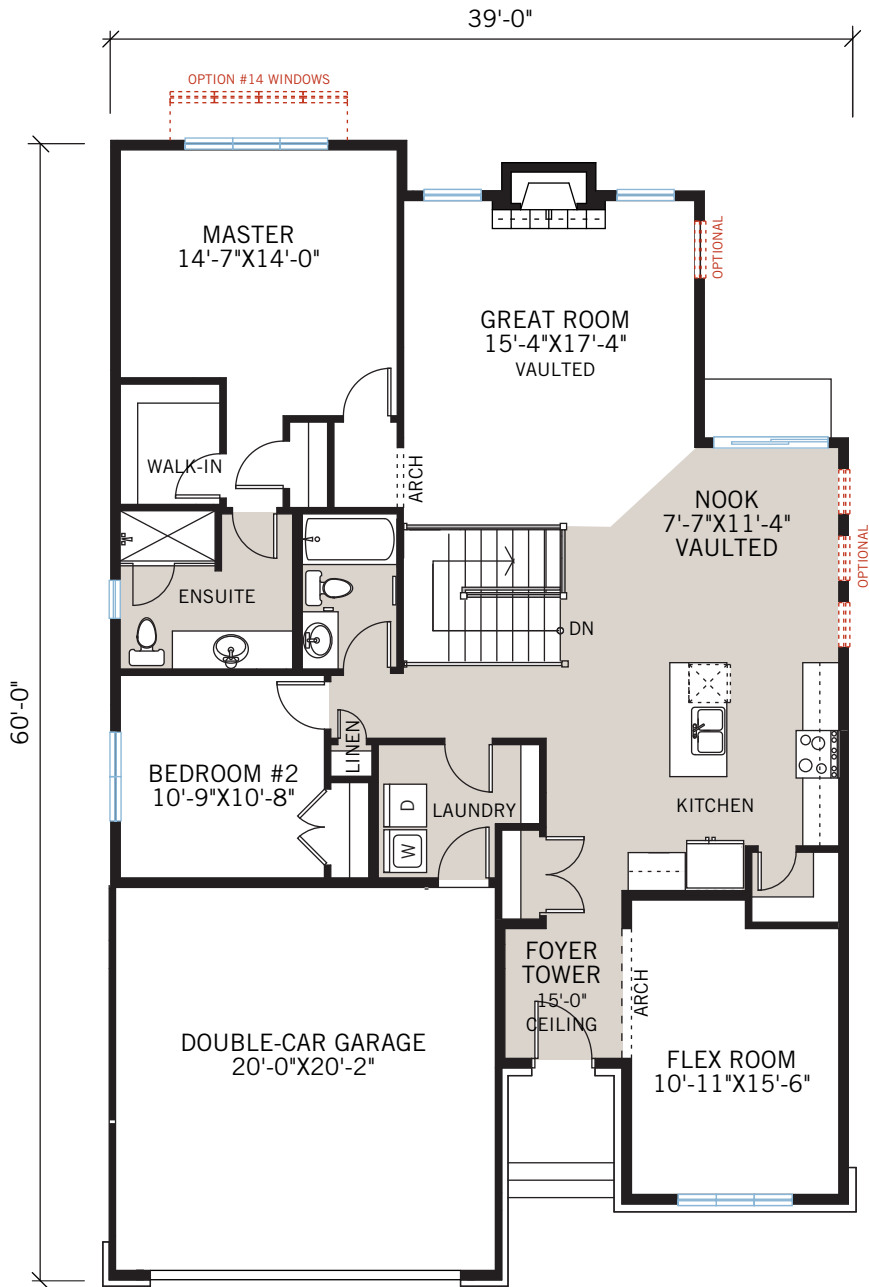 39'-0"
OPTION #14 WINDOWS
MASTER
14'-7"X14'-0"
OPTIONAL
GREAT ROOM
15'-4"X17'-4"
VAULTED
WALK-IN
ARCH
NOOK
7'-7"X11'-4"
VAULTED
OPTIONAL
ENSUITE
DN
60'-0"
LINEN
BEDROOM #2
10'-9"X10'-8"
D
LAUNDRY
W
KITCHEN
FOYER
TOWER
15'-0"
CEILING
ARCH
DOUBLE-CAR GARAGE
20'-0"X20'-2"
FLEX ROOM
10'-11"X15'-6"